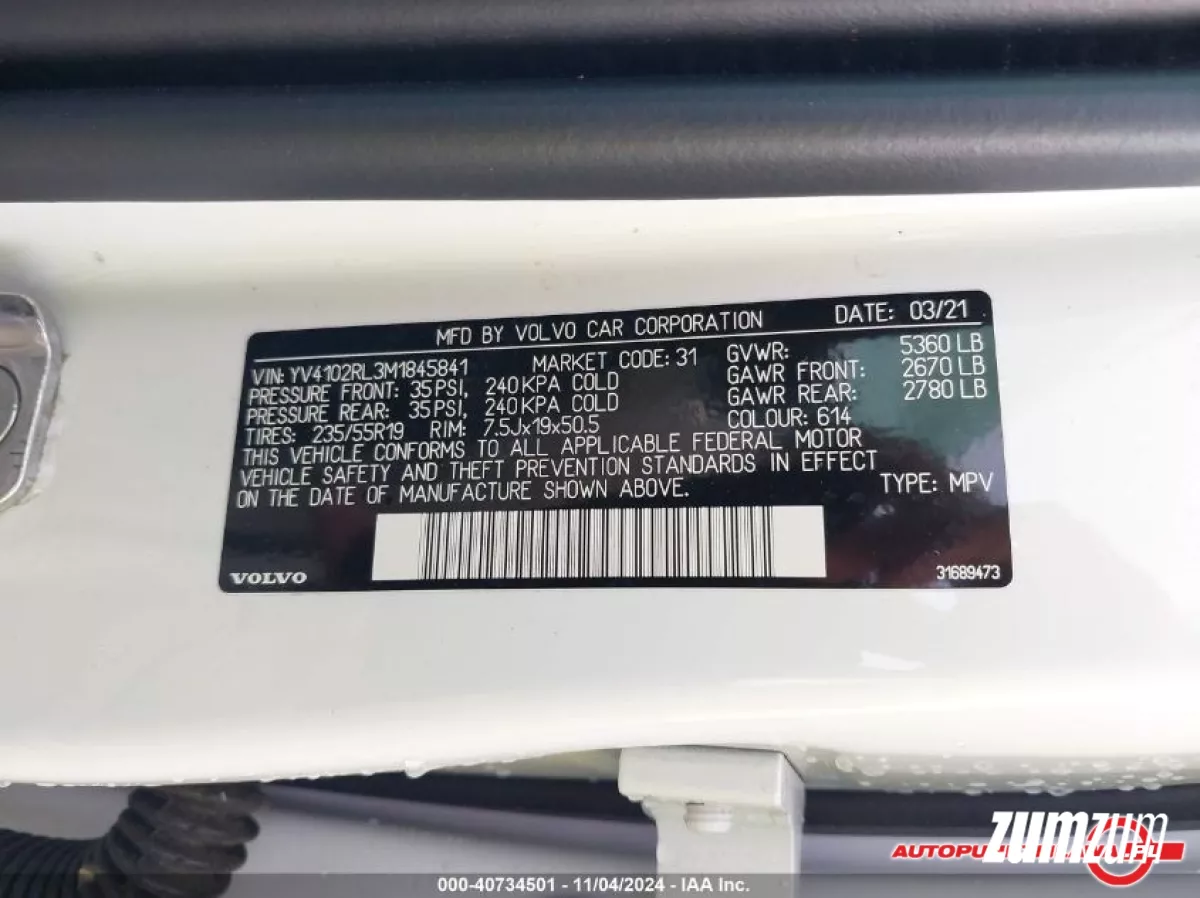 MFD BY VOLVO CAR CORPORATION DATE: 03/21
VIN: YV4102RL3M1845841 MARKET CODE: 31 GVWR: 5360 LB
PRESSURE FRONT: 35 PSI, 240 KPA COLD GAWR FRONT: 2670 LB
PRESSURE REAR: 35 PSI, 240 KPA COLD GAWR REAR: 2780 LB
TIRES: 235/55R19 RIM: 7.5Jx19x50.5 COLOUR: 614
THIS VEHICLE CONFORMS TO ALL APPLICABLE FEDERAL MOTOR
VEHICLE SAFETY AND THEFT PREVENTION STANDARDS IN EFFECT
ON THE DATE OF MANUFACTURE SHOWN ABOVE. TYPE: MPV
VOLVO 31689473
zumzum
000-40734501 - 11/04/2024 - IAA Inc.